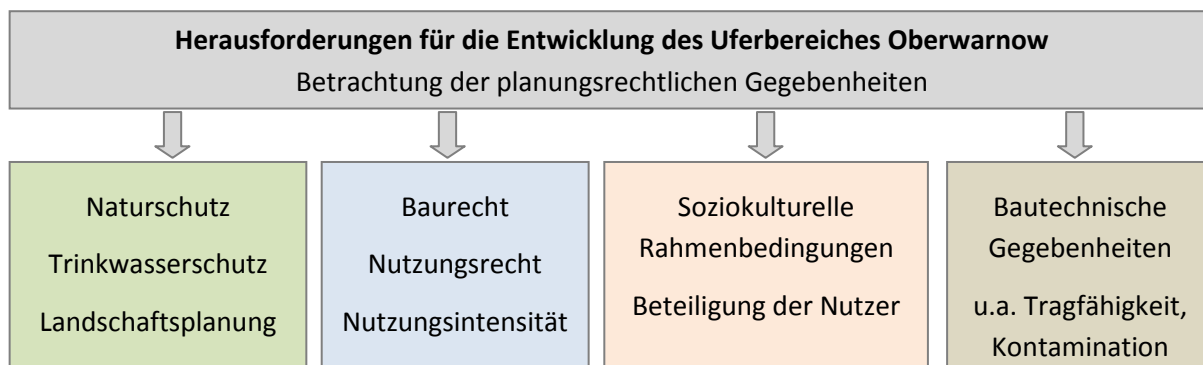 Herausforderungen für die Entwicklung des Uferbereiches Oberwarnow
Betrachtung der planungsrechtlichen Gegebenheiten
Naturschutz
Trinkwasserschutz
Landschaftsplanung
Baurecht
Nutzungsrecht
Nutzungsintensität
Soziokulturelle
Rahmenbedingungen
Beteiligung der Nutzer
Bautechnische
Gegebenheiten
u.a. Tragfähigkeit,
Kontamination